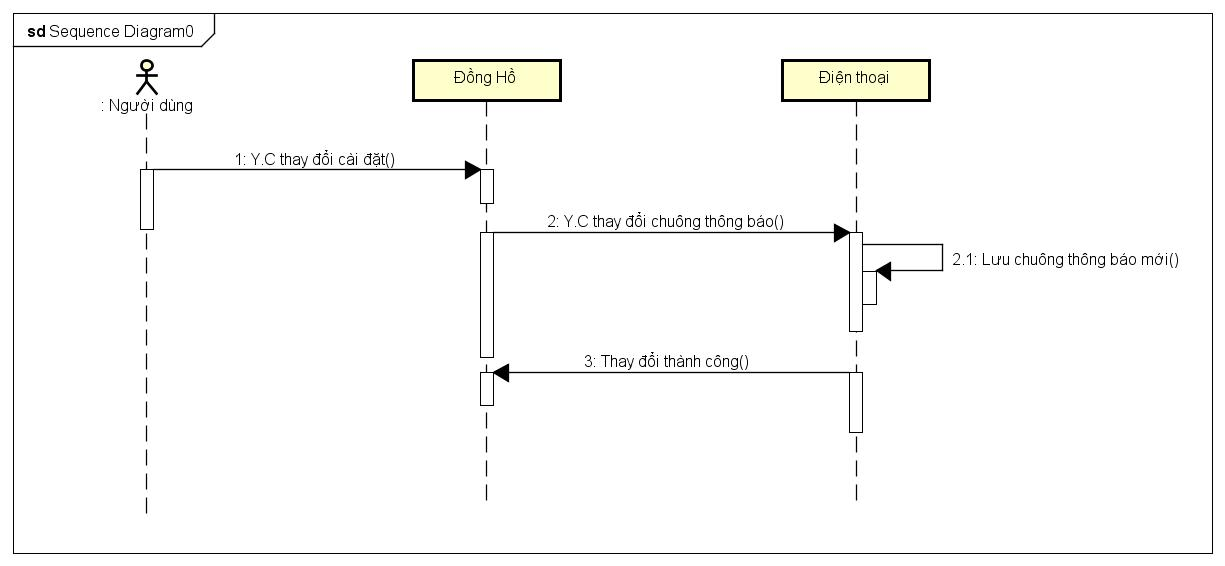 sd Sequence Diagram0
: Người dùng
Đồng Hồ
Điện thoại
1: Y.C thay đổi cài đặt()
2: Y.C thay đổi chuông thông báo()
2.1: Lưu chuông thông báo mới()
3: Thay đổi thành công()